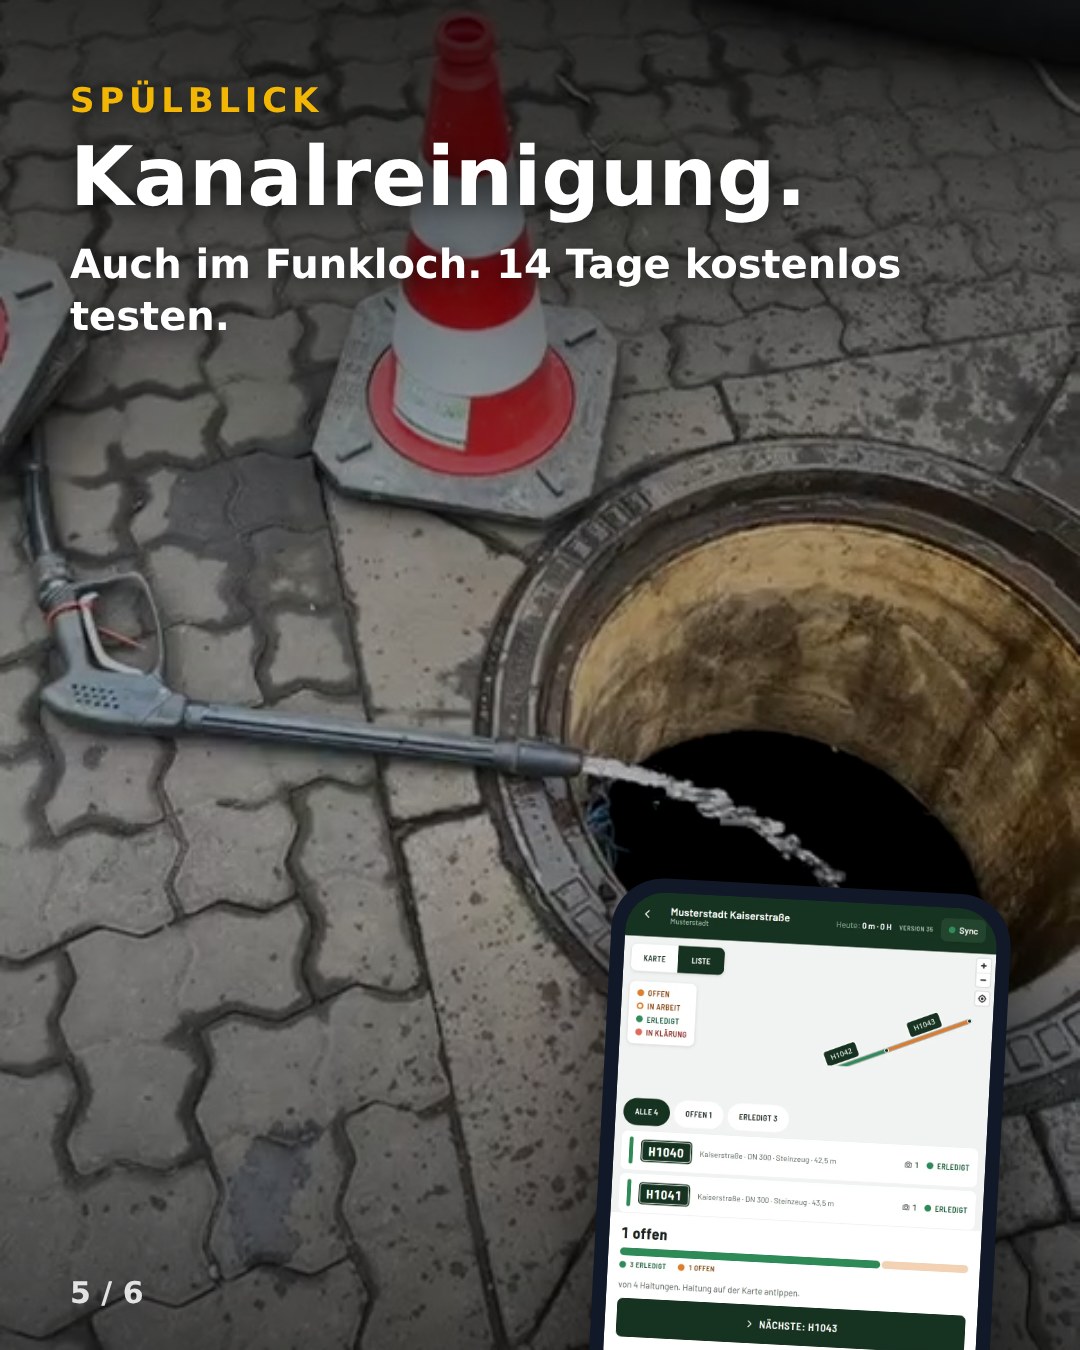 SPÜLBLICK
Kanalreinigung.
Auch im Funkloch. 14 Tage kostenlos
testen.
Musterstadt Kaiserstraße
Musterstadt
Heute: 0 m · 0 H
VERSION 36
Sync
KARTE
LISTE
+
−
OFFEN
IN ARBEIT
ERLEDIGT
IN KLÄRUNG
H1043
H1042
ALLE 4
OFFEN 1
ERLEDIGT 3
H1040
Kaiserstraße · DN 300 · Steinzeug · 42,5 m
1
ERLEDIGT
H1041
Kaiserstraße · DN 300 · Steinzeug · 43,5 m
1
ERLEDIGT
1 offen
3 ERLEDIGT
1 OFFEN
von 4 Haltungen. Haltung auf der Karte antippen.
NÄCHSTE: H1043
5 / 6